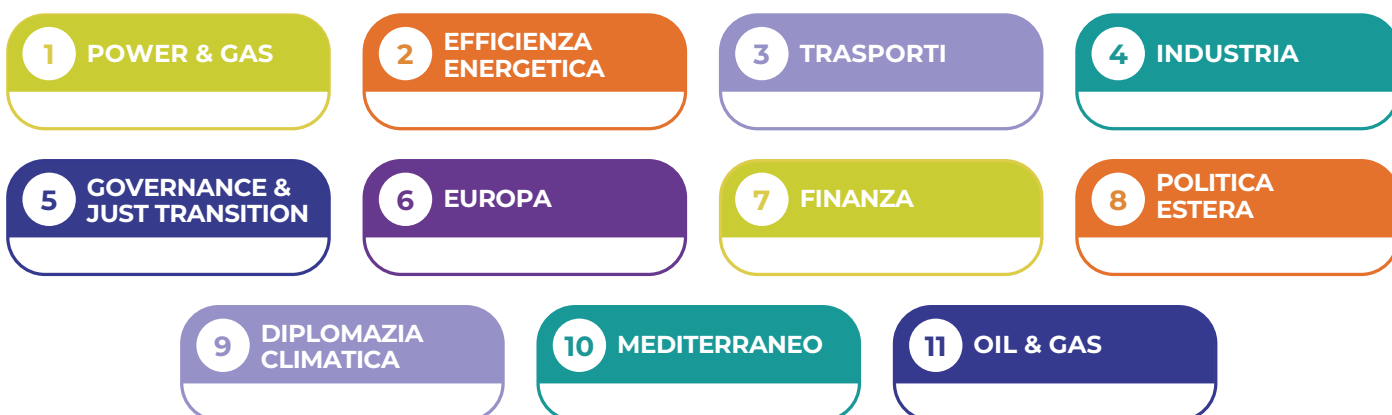 1 POWER & GAS
2 EFFICIENZA
ENERGETICA
3 TRASPORTI
4 INDUSTRIA
5 GOVERNANCE &
JUST TRANSITION
6 EUROPA
7 FINANZA
8 POLITICA
ESTERA
9 DIPLOMAZIA
CLIMATICA
10 MEDITERRANEO
11 OIL & GAS